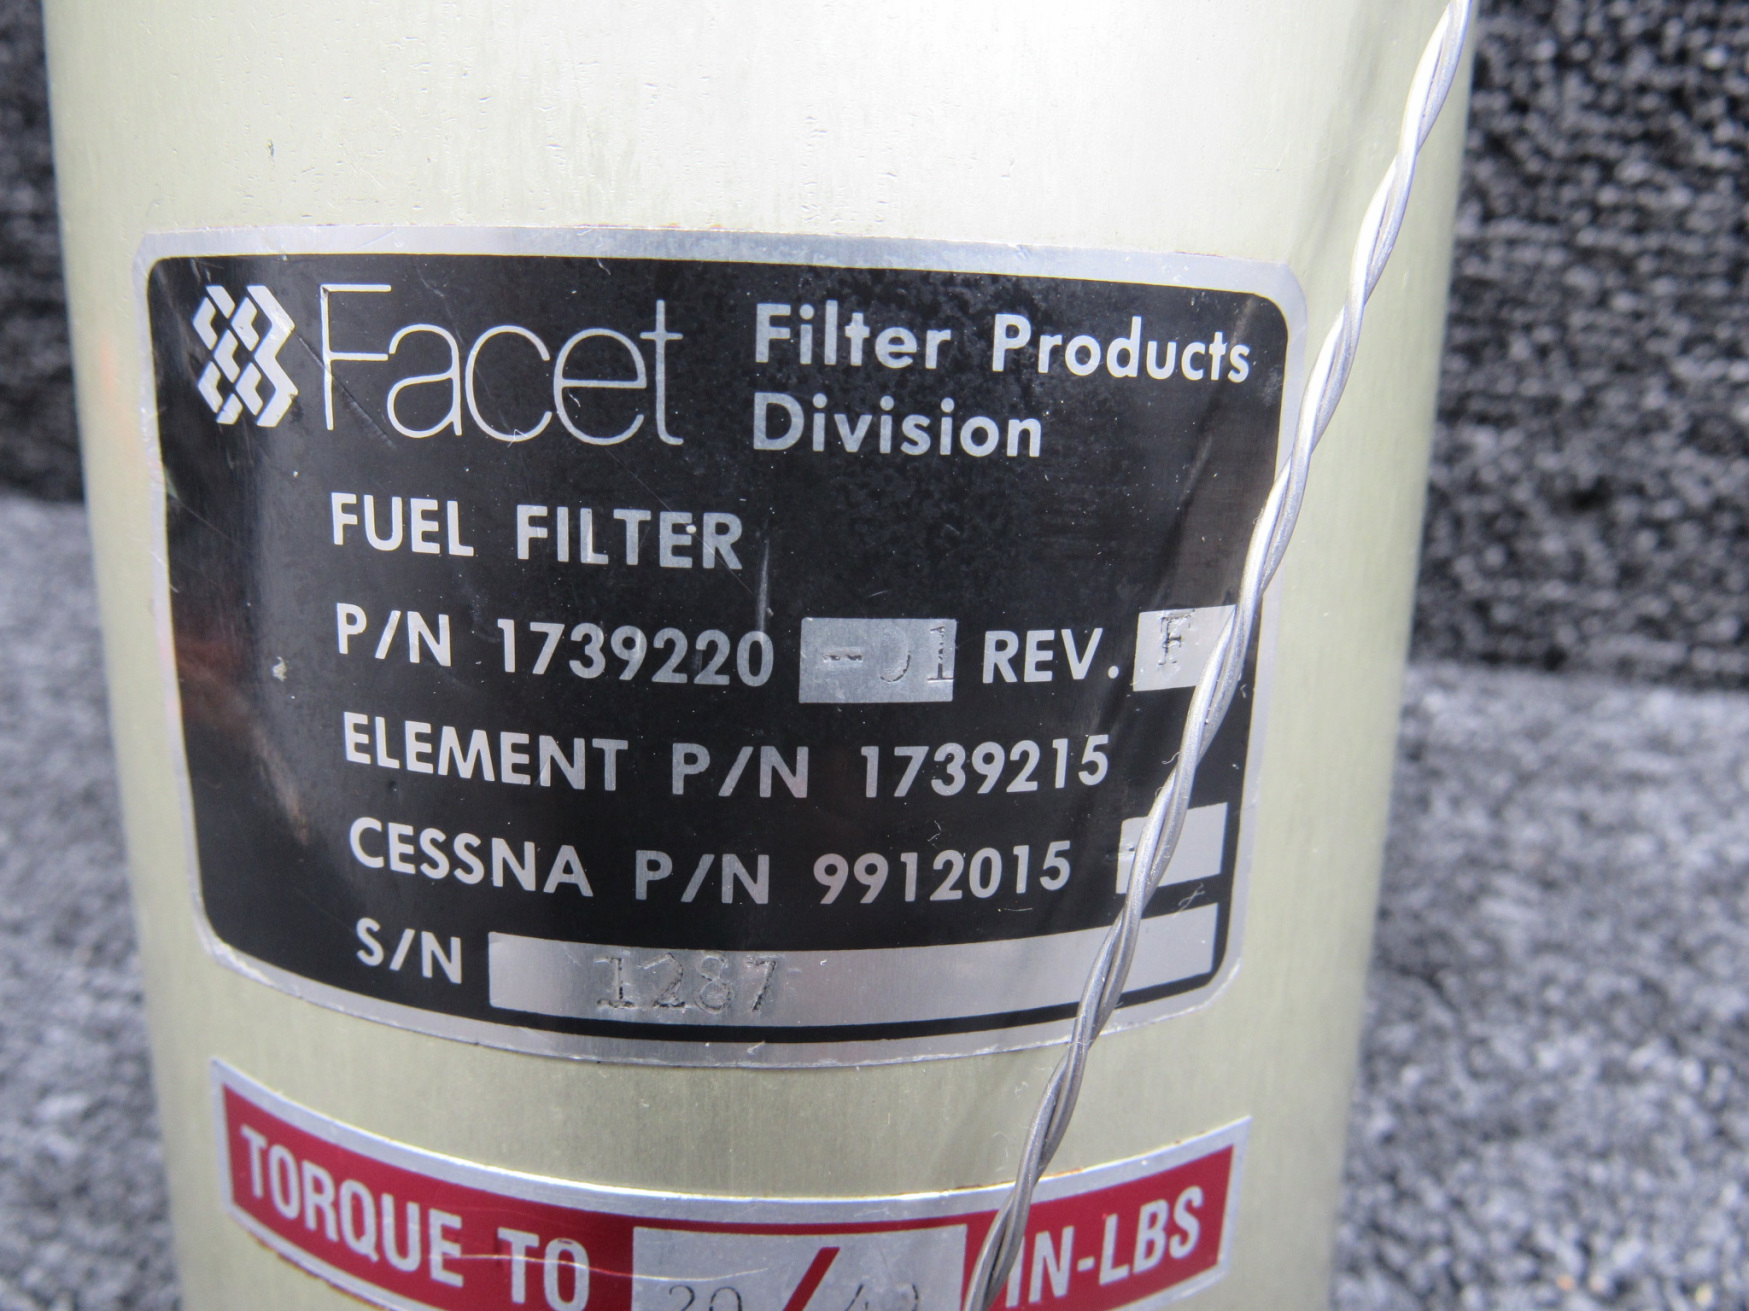 Facet Filter Products
Division
FUEL FILTER
P/N 1739220 -01 REV. F
ELEMENT P/N 1739215
CESSNA P/N 9912015 -
S/N 1287
TORQUE TO / IN-LBS